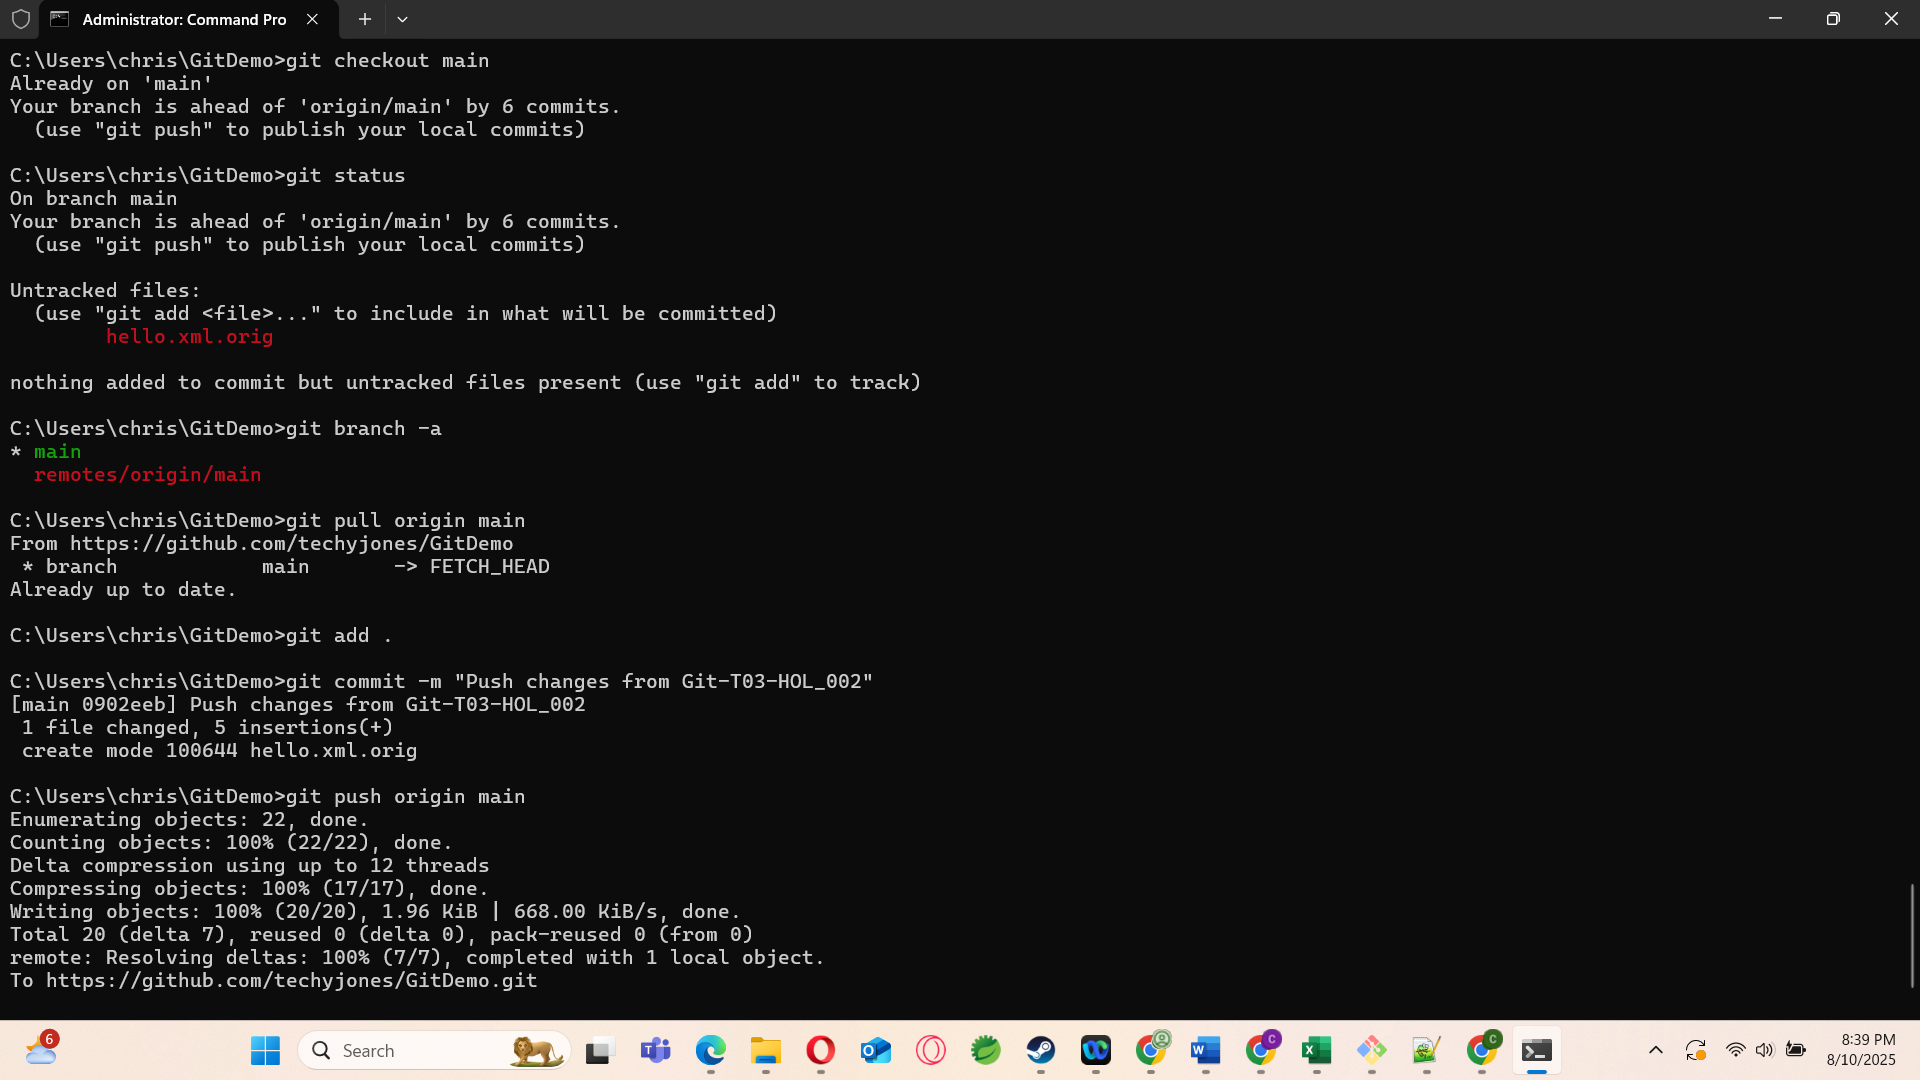 Administrator: Command Pro
C:\Users\chris\GitDemo>git checkout main
Already on 'main'
Your branch is ahead of 'origin/main' by 6 commits.
  (use "git push" to publish your local commits)
C:\Users\chris\GitDemo>git status
On branch main
Your branch is ahead of 'origin/main' by 6 commits.
  (use "git push" to publish your local commits)
Untracked files:
  (use "git add <file>..." to include in what will be committed)
        hello.xml.orig
nothing added to commit but untracked files present (use "git add" to track)
C:\Users\chris\GitDemo>git branch -a
* main
  remotes/origin/main
C:\Users\chris\GitDemo>git pull origin main
From https://github.com/techyjones/GitDemo
 * branch            main       -> FETCH_HEAD
Already up to date.
C:\Users\chris\GitDemo>git add .
C:\Users\chris\GitDemo>git commit -m "Push changes from Git-T03-HOL_002"
[main 0902eeb] Push changes from Git-T03-HOL_002
 1 file changed, 5 insertions(+)
 create mode 100644 hello.xml.orig
C:\Users\chris\GitDemo>git push origin main
Enumerating objects: 22, done.
Counting objects: 100% (22/22), done.
Delta compression using up to 12 threads
Compressing objects: 100% (17/17), done.
Writing objects: 100% (20/20), 1.96 KiB | 668.00 KiB/s, done.
Total 20 (delta 7), reused 0 (delta 0), pack-reused 0 (from 0)
remote: Resolving deltas: 100% (7/7), completed with 1 local object.
To https://github.com/techyjones/GitDemo.git
6
Search
8:39 PM
8/10/2025